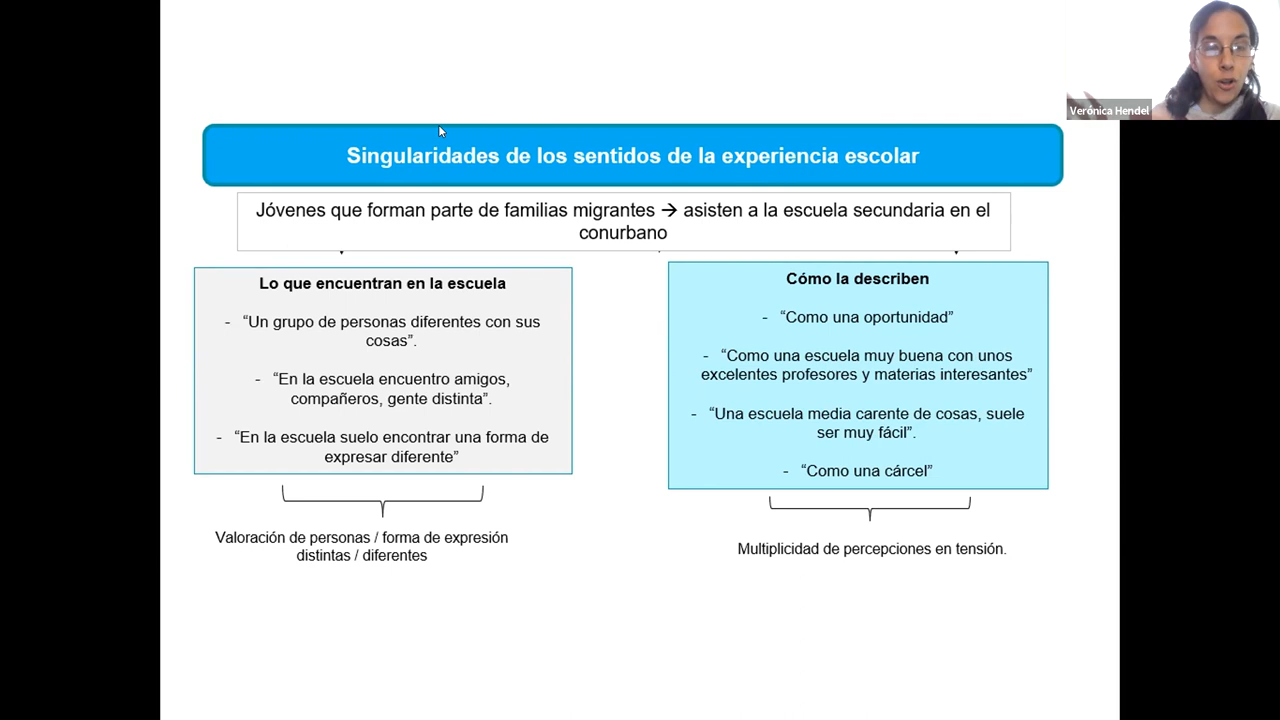 Verónica Hendel
Singularidades de los sentidos de la experiencia escolar
Jóvenes que forman parte de familias migrantes → asisten a la escuela secundaria en el
conurbano
Lo que encuentran en la escuela
- “Un grupo de personas diferentes con sus
cosas”.
- “En la escuela encuentro amigos,
compañeros, gente distinta”.
- “En la escuela suelo encontrar una forma de
expresar diferente”
Valoración de personas / forma de expresión
distintas / diferentes
Cómo la describen
- “Como una oportunidad”
- “Como una escuela muy buena con unos
excelentes profesores y materias interesantes”
- “Una escuela media carente de cosas, suele
ser muy fácil”.
- “Como una cárcel”
Multiplicidad de percepciones en tensión.